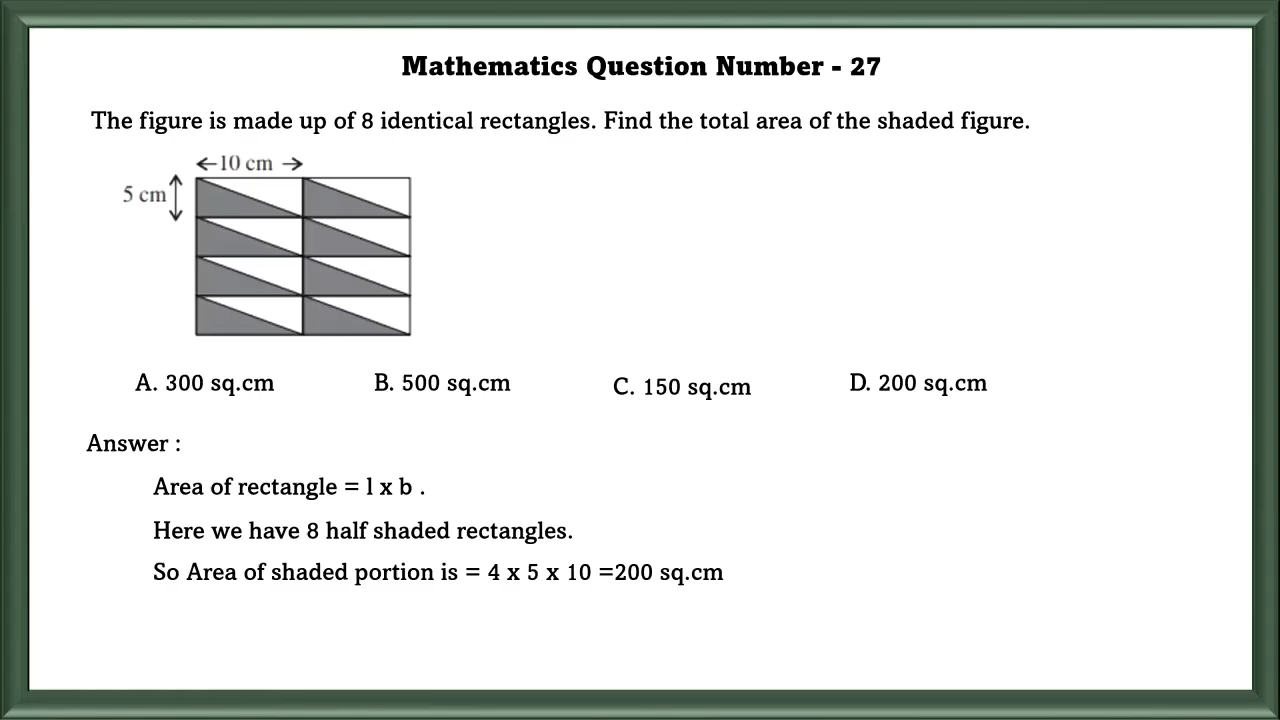 Mathematics Question Number - 27
The figure is made up of 8 identical rectangles. Find the total area of the shaded figure.
10 cm
5 cm
A. 300 sq.cm B. 500 sq.cm C. 150 sq.cm D. 200 sq.cm
Answer :
Area of rectangle = l x b .
Here we have 8 half shaded rectangles.
So Area of shaded portion is = 4 x 5 x 10 =200 sq.cm